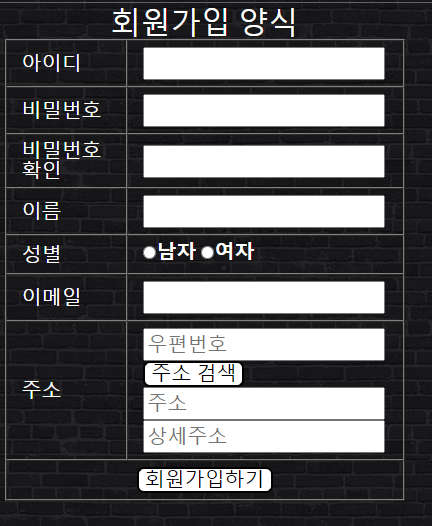 회원가입 양식
아이디
비밀번호
비밀번호
확인
이름
성별 남자 여자
이메일
우편번호
주소 검색
주소
주소
상세주소
회원가입하기